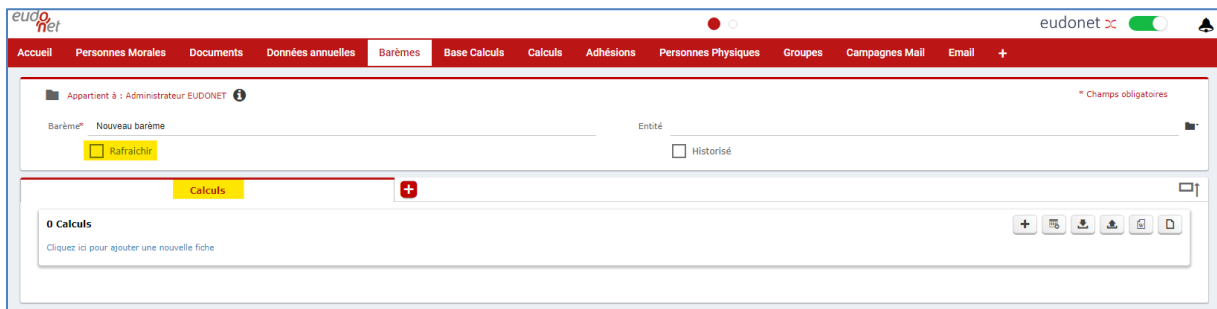 eudonet
eudonet x
Accueil Personnes Morales Documents Données annuelles Barèmes Base Calculs Calculs Adhésions Personnes Physiques Groupes Campagnes Mail Email +
Appartient à : Administrateur EUDONET
* Champs obligatoires
Barème* Nouveau barème
Entité
Rafraichir
Historisé
Calculs
0 Calculs
Cliquez ici pour ajouter une nouvelle fiche